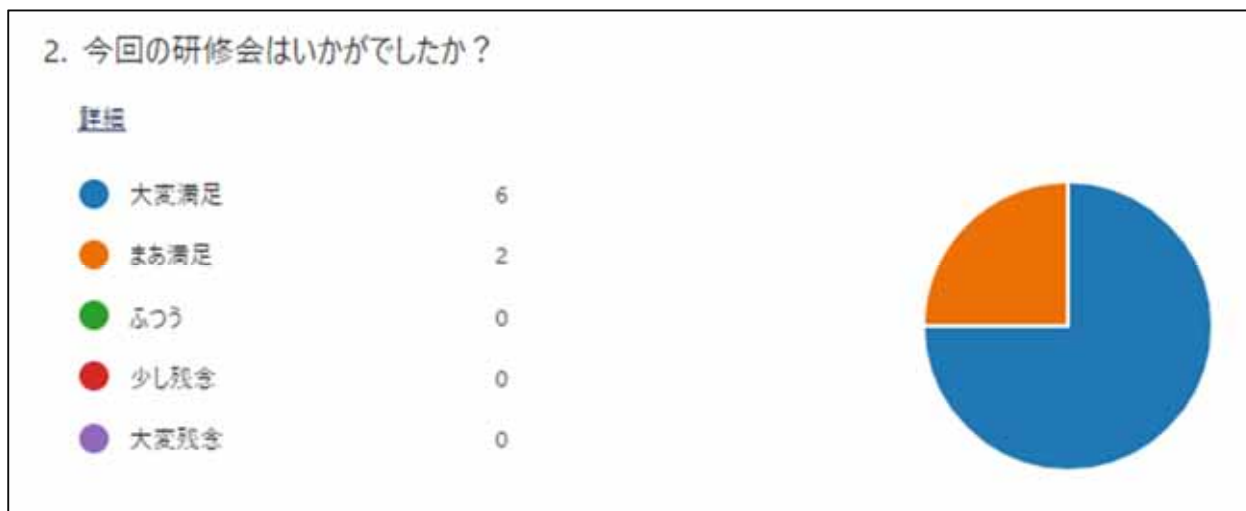 2. 今回の研修会はいかがでしたか？
詳細
大変満足 6
まあ満足 2
ふつう 0
少し残念 0
大変残念 0